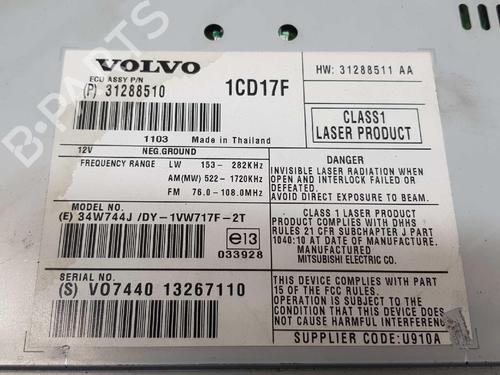 B-PARTS
VOLVO
ECU ASSY P/N
(P) 31288510
1CD17F
HW: 31288511 AA
CLASS1
LASER PRODUCT
1103 Made in Thailand
12V NEG.GROUND
FREQUENCY RANGE LW 153- 282KHz
AM(MW) 522-1720KHz
FM 76.0-108.0MHz
MODEL NO.
(E) 34W744J /DY-1VW717F-2T
e13
033928
SERIAL NO.
(S) VO7440 13267110
DANGER
INVISIBLE LASER RADIATION WHEN
OPEN AND INTERLOCK FAILED OR
DEFEATED.
AVOID DIRECT EXPOSURE TO BEAM.
CLASS 1 LASER PRODUCT
PRODUCT COMPLIES WITH DHHS
RULES 21 CFR SUBCHAPTER J PART
1040:10 AT DATE OF MANUFACTURE.
MANUFACTURED
MITSUBISHI ELECTRIC CO.
THIS DEVICE COMPLIES WITH PART
15 OF THE FCC RULES.
OPERATION IS SUBJECT TO THE
CONDITION THAT THIS DEVICE DOES
NOT CAUSE HARMFUL INTERFERENC
SUPPLIER CODE:U910A